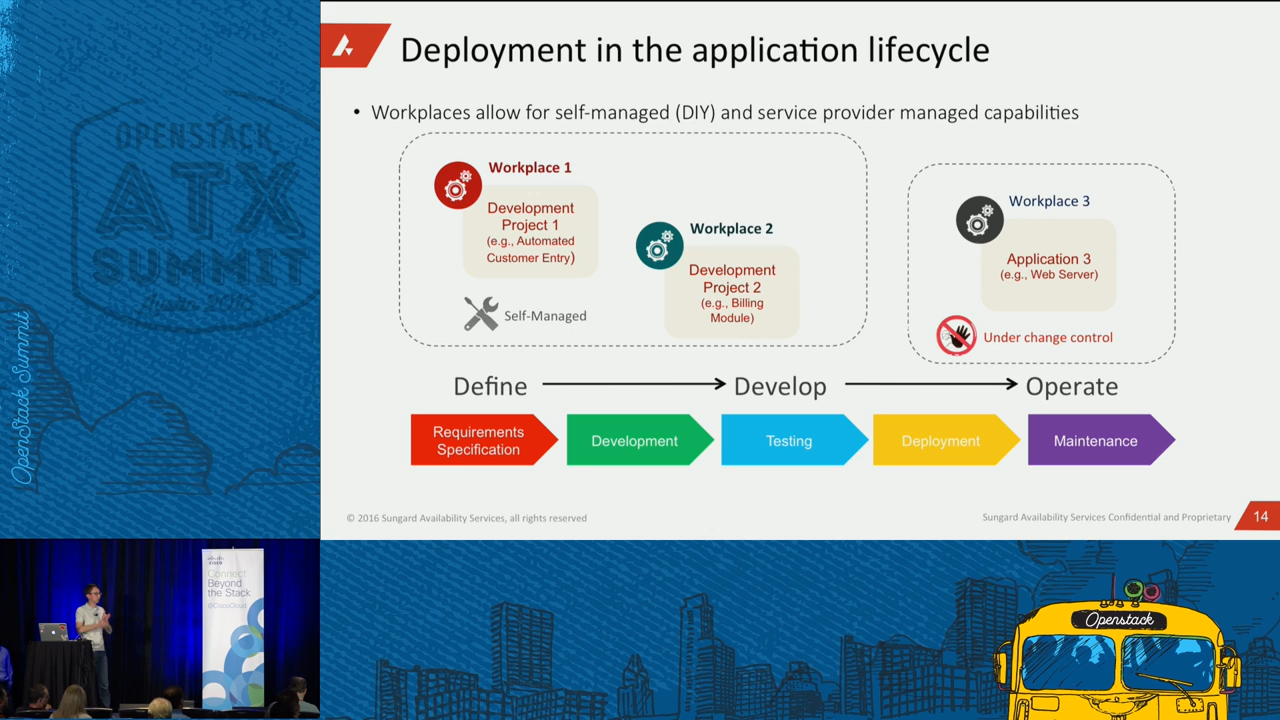 Deployment in the application lifecycle
• Workplaces allow for self-managed (DIY) and service provider managed capabilities
Workplace 1
Development
Project 1
(e.g., Automated
Customer Entry)
Self-Managed
Workplace 2
Development
Project 2
(e.g., Billing
Module)
Workplace 3
Application 3
(e.g., Web Server)
Under change control
Define
Develop
Operate
Requirements
Specification
Development
Testing
Deployment
Maintenance
© 2016 Sungard Availability Services, all rights reserved
Sungard Availability Services Confidential and Proprietary
14
OPENSTACK
ATX
SUMMIT
OpenStack Summit
CISCO
Connect
Beyond
the Stack
@CiscoCloud
Openstack